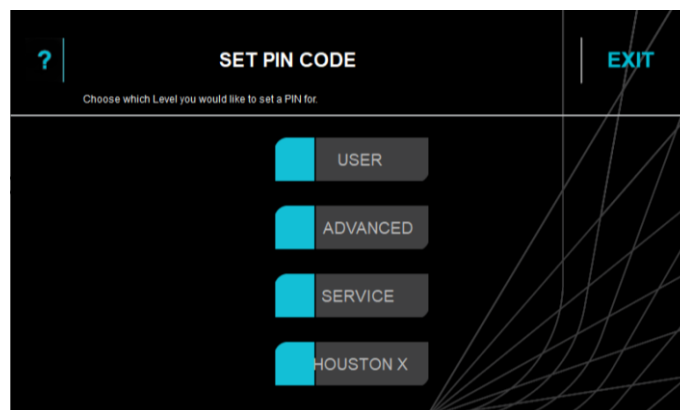 ?
SET PIN CODE
EXIT
Choose which Level you would like to set a PIN for.
USER
ADVANCED
SERVICE
HOUSTON X